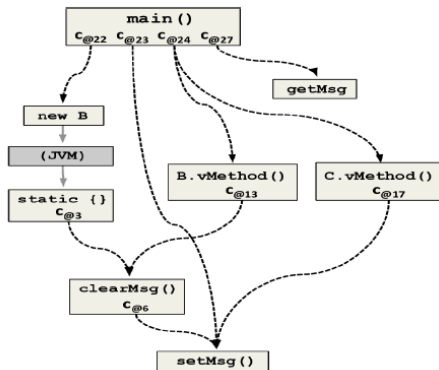 main()
c@22 c@23 c@24 c@27
getMsg
new B
(JVM)
B.vMethod()
c@13
C.vMethod()
c@17
static {}
c@3
clearMsg()
c@6
setMsg()